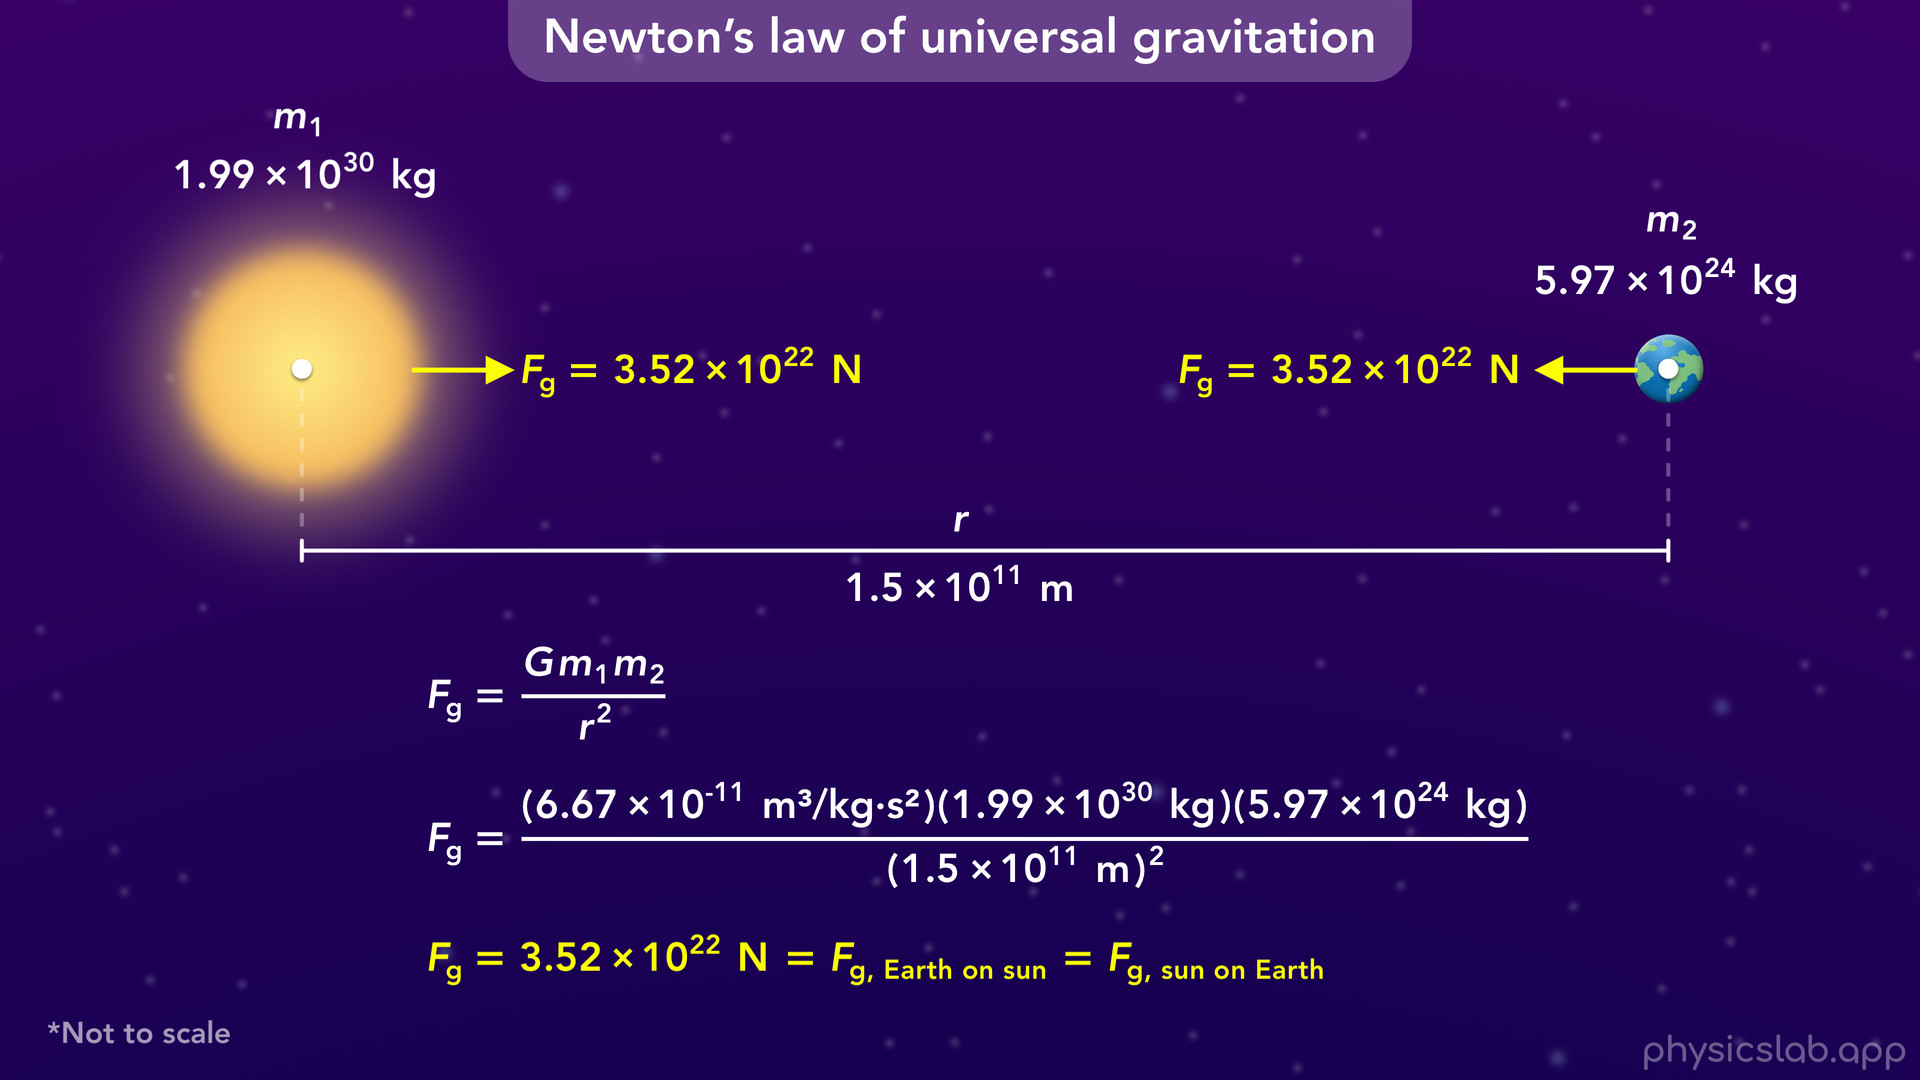 Newton’s law of universal gravitation
m₁
1.99 × 10³⁰ kg
m₂
5.97 × 10²⁴ kg
F_g = 3.52 × 10²² N
F_g = 3.52 × 10²² N
r
1.5 × 10¹¹ m
F_g = Gm₁m₂ / r²
F_g = (6.67 × 10⁻¹¹ m³/kg·s²)(1.99 × 10³⁰ kg)(5.97 × 10²⁴ kg) / (1.5 × 10¹¹ m)²
F_g = 3.52 × 10²² N = F_g, Earth on sun = F_g, sun on Earth
*Not to scale
physicslab.app